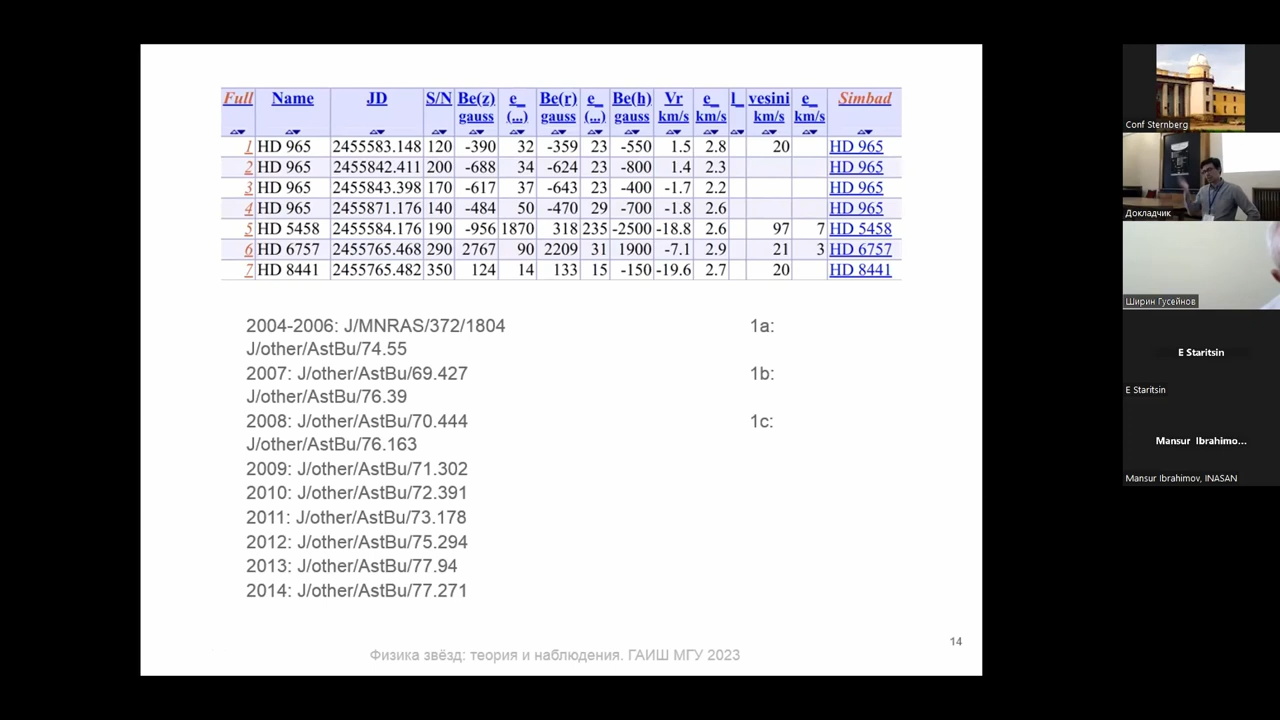 Full Name JD S/N Be(z) e_ Be(r) e_ Be(h) Vr e_ l_ vesini e_ Simbad
gauss (...) gauss (...) gauss km/s km/s km/s km/s
1 HD 965 2455583.148 120 -390 32 -359 23 -550 1.5 2.8 20 HD 965
2 HD 965 2455842.411 200 -688 34 -624 23 -800 1.4 2.3 HD 965
3 HD 965 2455843.398 170 -617 37 -643 23 -400 -1.7 2.2 HD 965
4 HD 965 2455871.176 140 -484 50 -470 29 -700 -1.8 2.6 HD 965
5 HD 5458 2455584.176 190 -956 1870 318 235 -2500 -18.8 2.6 97 7 HD 5458
6 HD 6757 2455765.468 290 2767 90 2209 31 1900 -7.1 2.9 21 3 HD 6757
7 HD 8441 2455765.482 350 124 14 133 15 -150 -19.6 2.7 20 HD 8441
2004-2006: J/MNRAS/372/1804 1a:
J/other/AstBu/74.55
2007: J/other/AstBu/69.427 1b:
J/other/AstBu/76.39
2008: J/other/AstBu/70.444 1c:
J/other/AstBu/76.163
2009: J/other/AstBu/71.302
2010: J/other/AstBu/72.391
2011: J/other/AstBu/73.178
2012: J/other/AstBu/75.294
2013: J/other/AstBu/77.94
2014: J/other/AstBu/77.271
14
Физика звёзд: теория и наблюдения. ГАИШ МГУ 2023
Conf Sternberg
Докладчик
Ширин Гусейнов
E Staritsin
E Staritsin
Mansur Ibrahimo...
Mansur Ibrahimov, INASAN